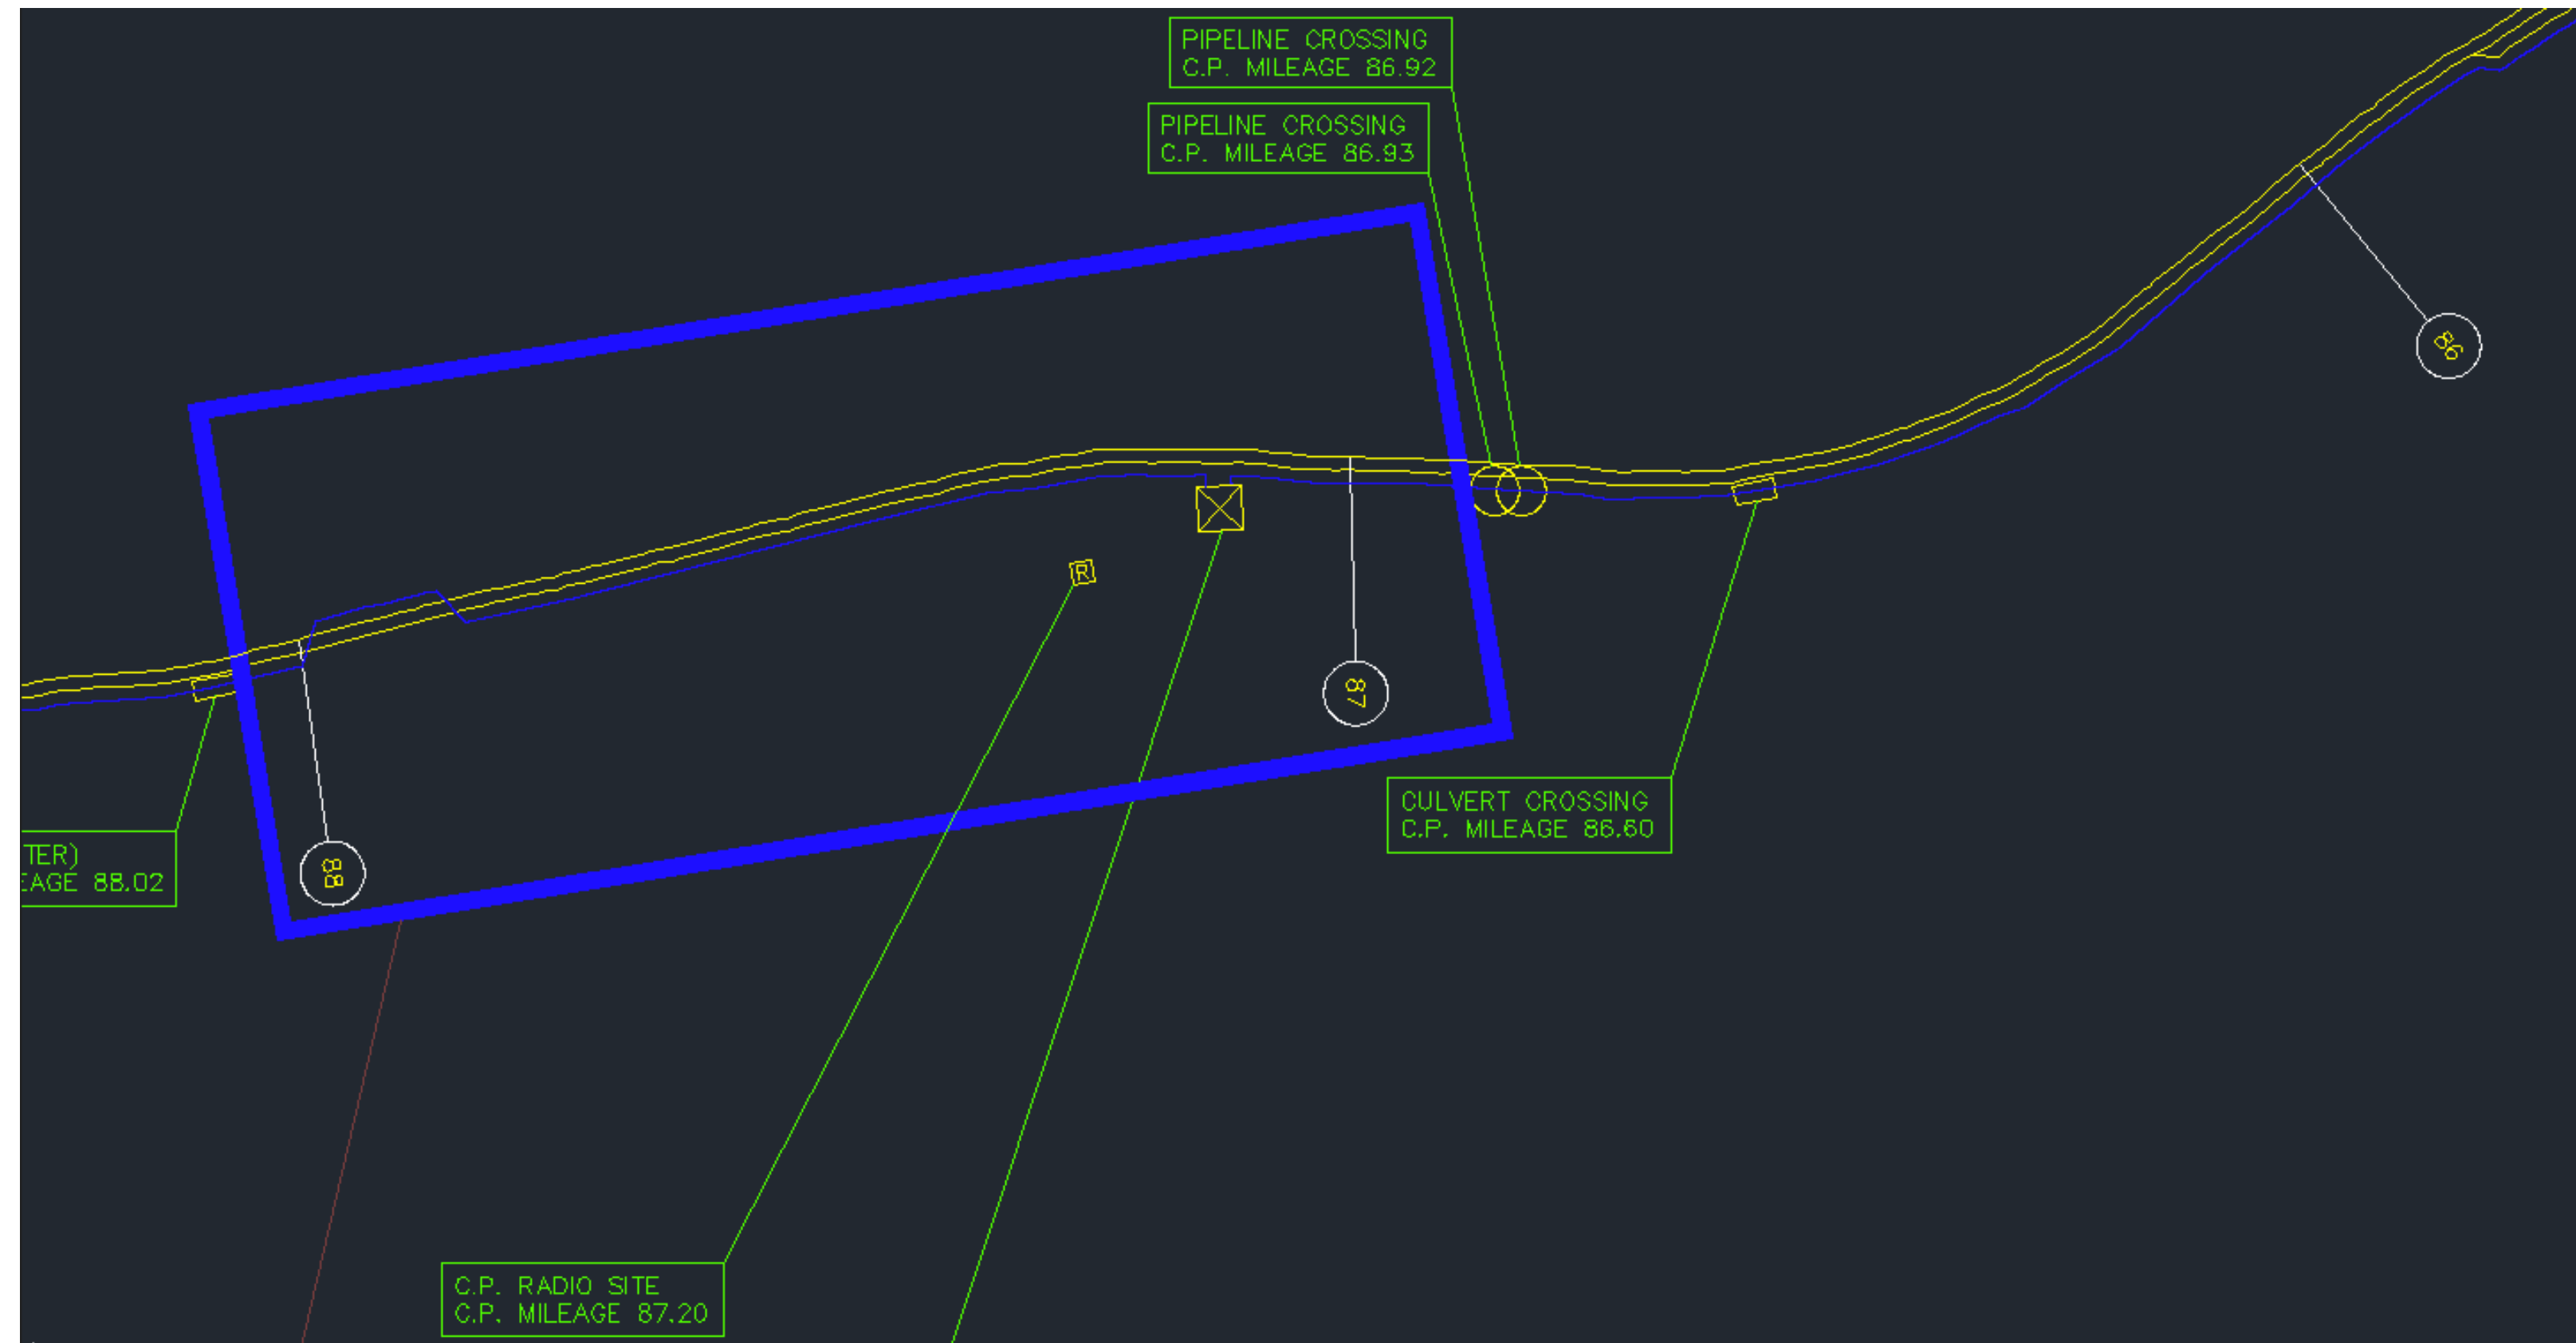 PIPELINE CROSSING
C.P. MILEAGE 86.92
PIPELINE CROSSING
C.P. MILEAGE 86.93
86
R
87
CULVERT CROSSING
C.P. MILEAGE 86.60
88
TER)
EAGE 88.02
C.P. RADIO SITE
C.P. MILEAGE 87.20